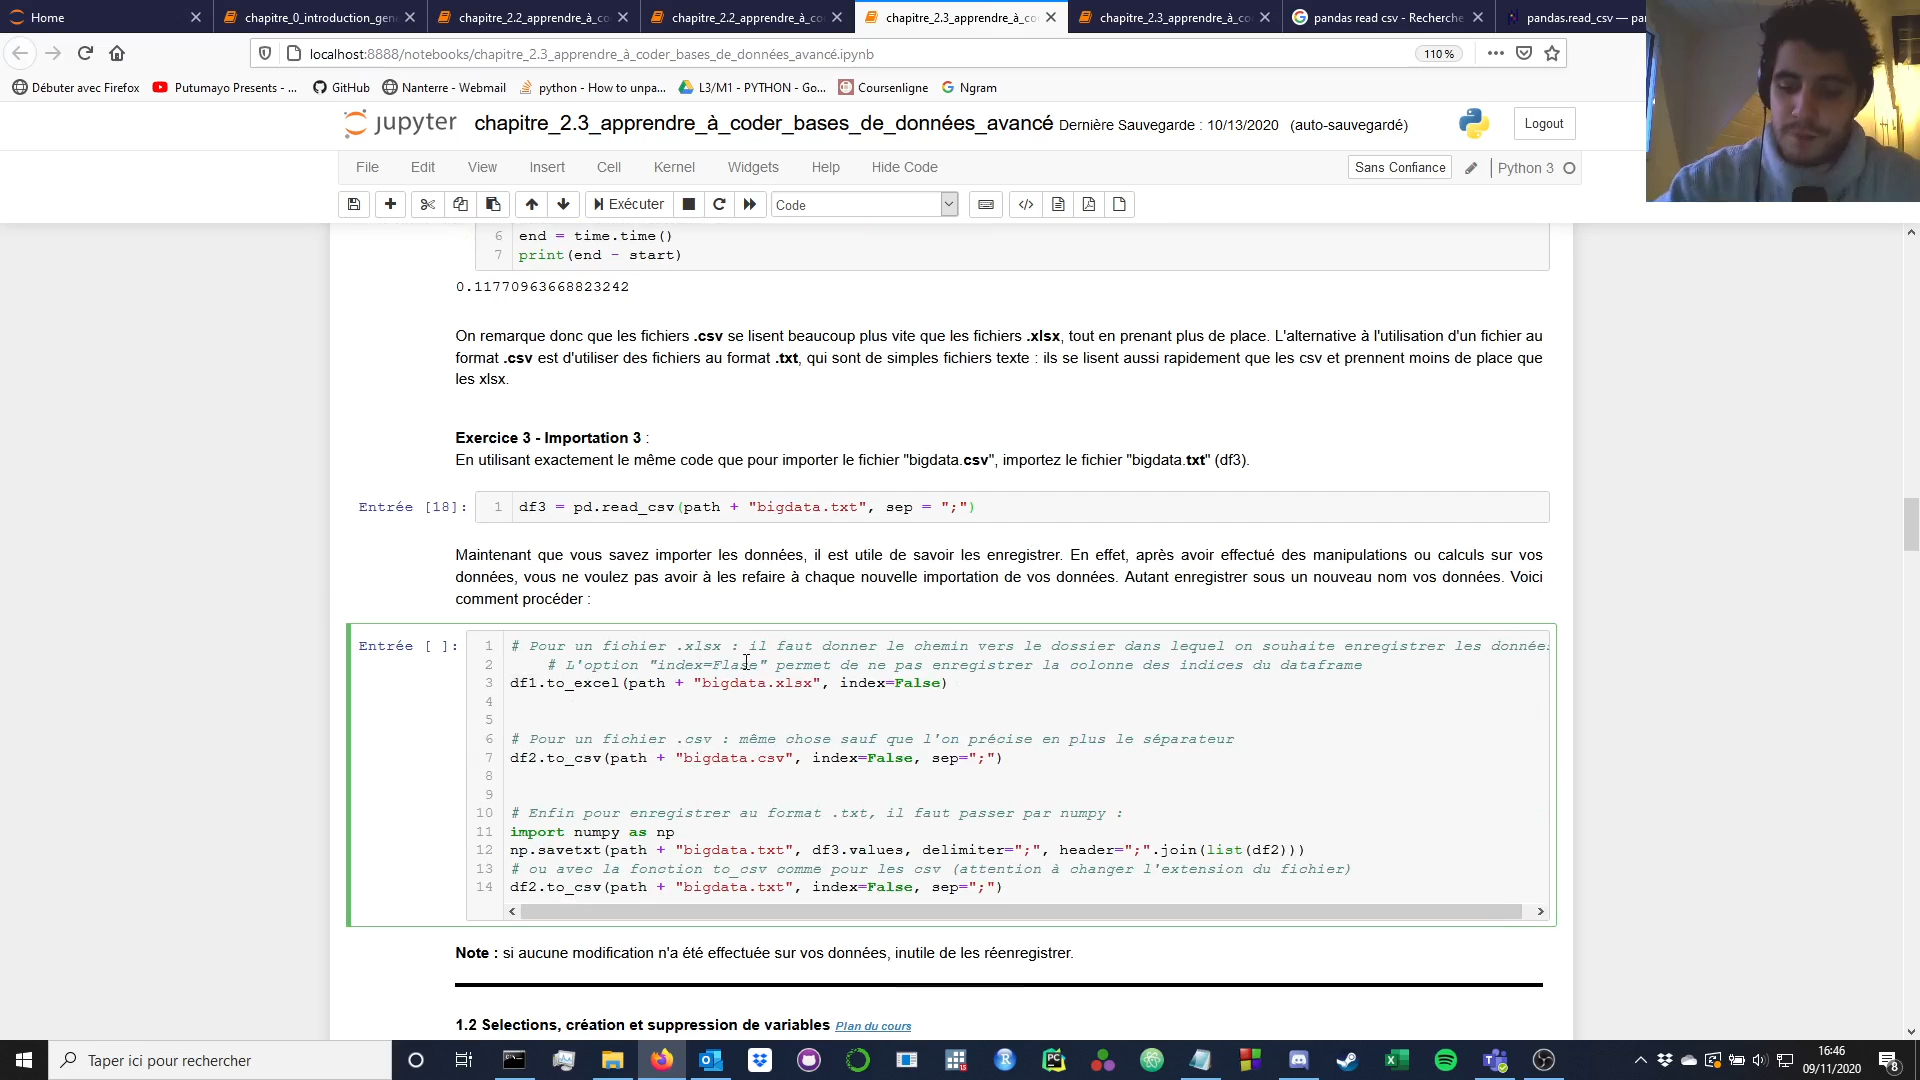 Home
chapitre_0_introduction_gen
chapitre_2.2_apprendre_à_co
chapitre_2.2_apprendre_à_co
chapitre_2.3_apprendre_à_co
chapitre_2.3_apprendre_à_co
pandas read csv - Recherche
pandas.read_csv — pan
localhost:8888/notebooks/chapitre_2.3_apprendre_à_coder_bases_de_données_avancé.ipynb
110 %
Débuter avec Firefox
Putumayo Presents - ...
GitHub
Nanterre - Webmail
python - How to unpa...
L3/M1 - PYTHON - Go...
Coursenligne
Ngram
jupyter chapitre_2.3_apprendre_à_coder_bases_de_données_avancé Dernière Sauvegarde : 10/13/2020 (auto-sauvegardé)
Logout
File Edit View Insert Cell Kernel Widgets Help Hide Code
Sans Confiance
Python 3
Exécuter
Code
6 end = time.time()
7 print(end - start)
0.11770963668823242
On remarque donc que les fichiers .csv se lisent beaucoup plus vite que les fichiers .xlsx, tout en prenant plus de place. L'alternative à l'utilisation d'un fichier au
format .csv est d'utiliser des fichiers au format .txt, qui sont de simples fichiers texte : ils se lisent aussi rapidement que les csv et prennent moins de place que
les xlsx.
Exercice 3 - Importation 3 :
En utilisant exactement le même code que pour importer le fichier "bigdata.csv", importez le fichier "bigdata.txt" (df3).
Entrée [18]: 1 df3 = pd.read_csv(path + "bigdata.txt", sep = ";")
Maintenant que vous savez importer les données, il est utile de savoir les enregistrer. En effet, après avoir effectué des manipulations ou calculs sur vos
données, vous ne voulez pas avoir à les refaire à chaque nouvelle importation de vos données. Autant enregistrer sous un nouveau nom vos données. Voici
comment procéder :
Entrée [ ]: 1 # Pour un fichier .xlsx : il faut donner le chemin vers le dossier dans lequel on souhaite enregistrer les données
2 # L'option "index=Flase" permet de ne pas enregistrer la colonne des indices du dataframe
3 df1.to_excel(path + "bigdata.xlsx", index=False)
4
5
6 # Pour un fichier .csv : même chose sauf que l'on précise en plus le séparateur
7 df2.to_csv(path + "bigdata.csv", index=False, sep=";")
8
9
10 # Enfin pour enregistrer au format .txt, il faut passer par numpy :
11 import numpy as np
12 np.savetxt(path + "bigdata.txt", df3.values, delimiter=";", header=";".join(list(df2)))
13 # ou avec la fonction to_csv comme pour les csv (attention à changer l'extension du fichier)
14 df2.to_csv(path + "bigdata.txt", index=False, sep=";")
Note : si aucune modification n'a été effectuée sur vos données, inutile de les réenregistrer.
1.2 Selections, création et suppression de variables Plan du cours
Taper ici pour rechercher
16:46
09/11/2020
8